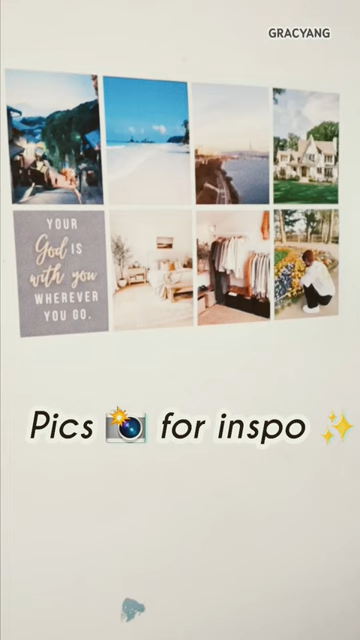 GRACYANG
YOUR
God IS
with you
WHEREVER
YOU GO.
Pics 📸 for inspo ✨